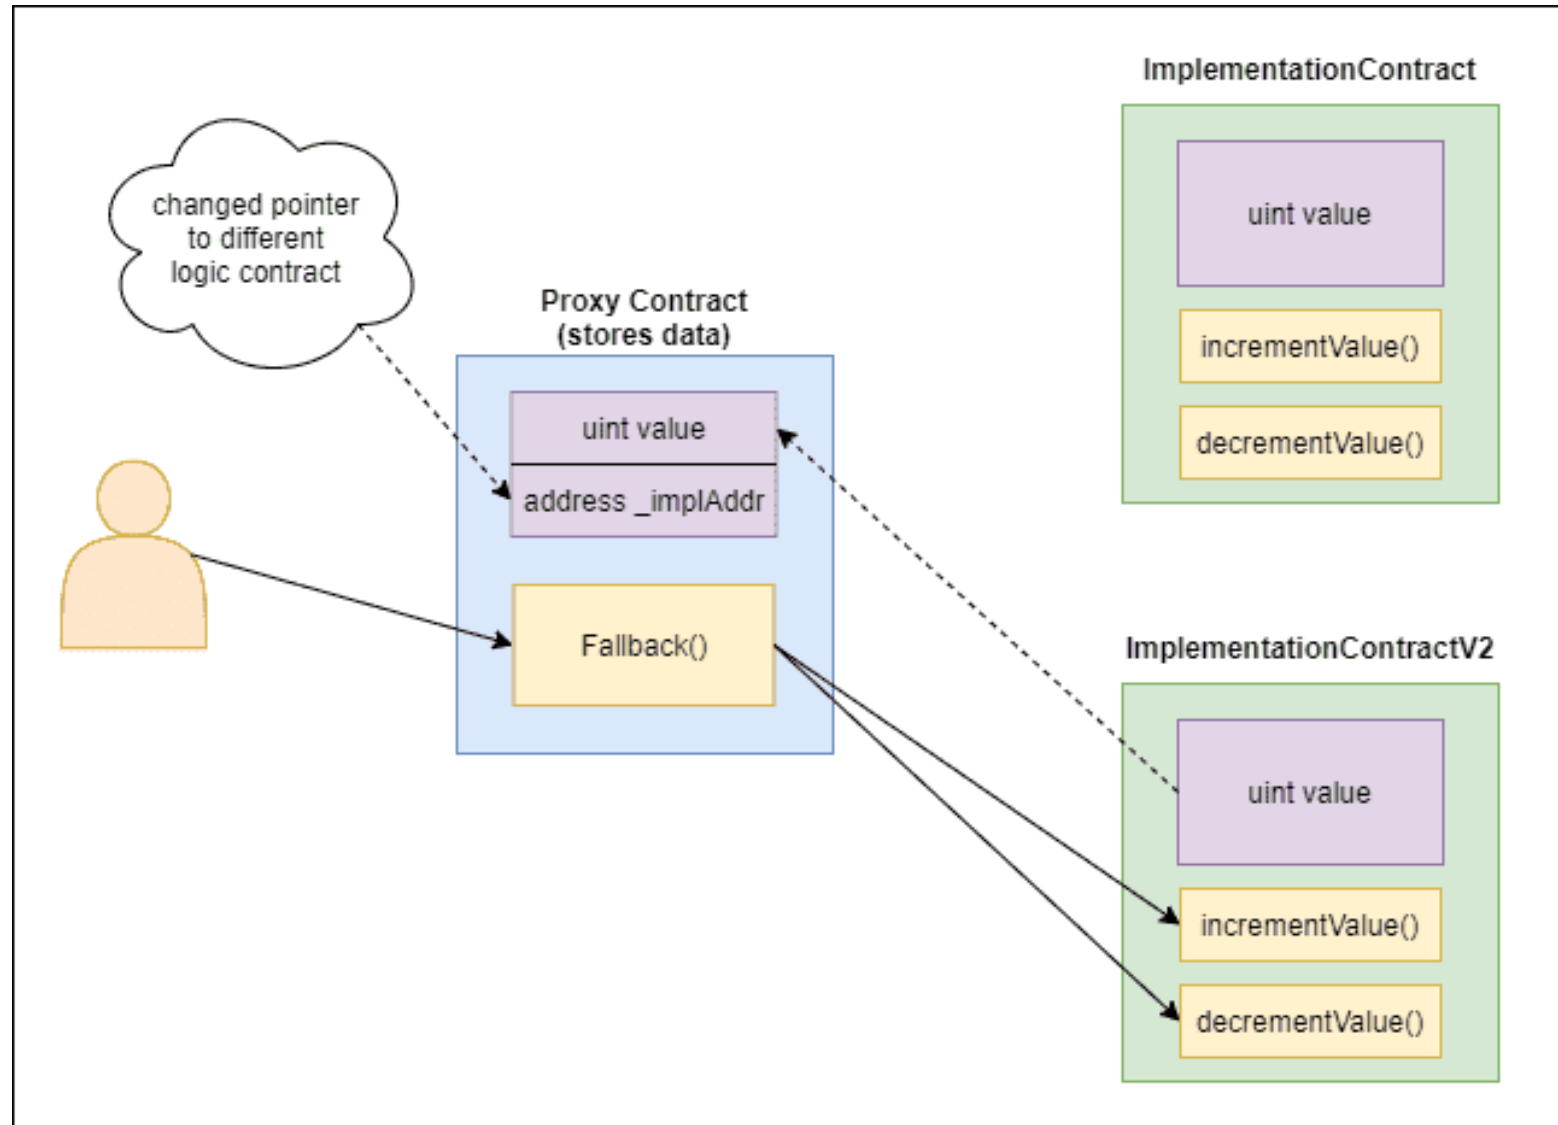 ImplementationContract
uint value
incrementValue()
decrementValue()
changed pointer
to different
logic contract
Proxy Contract
(stores data)
uint value
address _implAddr
Fallback()
ImplementationContractV2
uint value
incrementValue()
decrementValue()